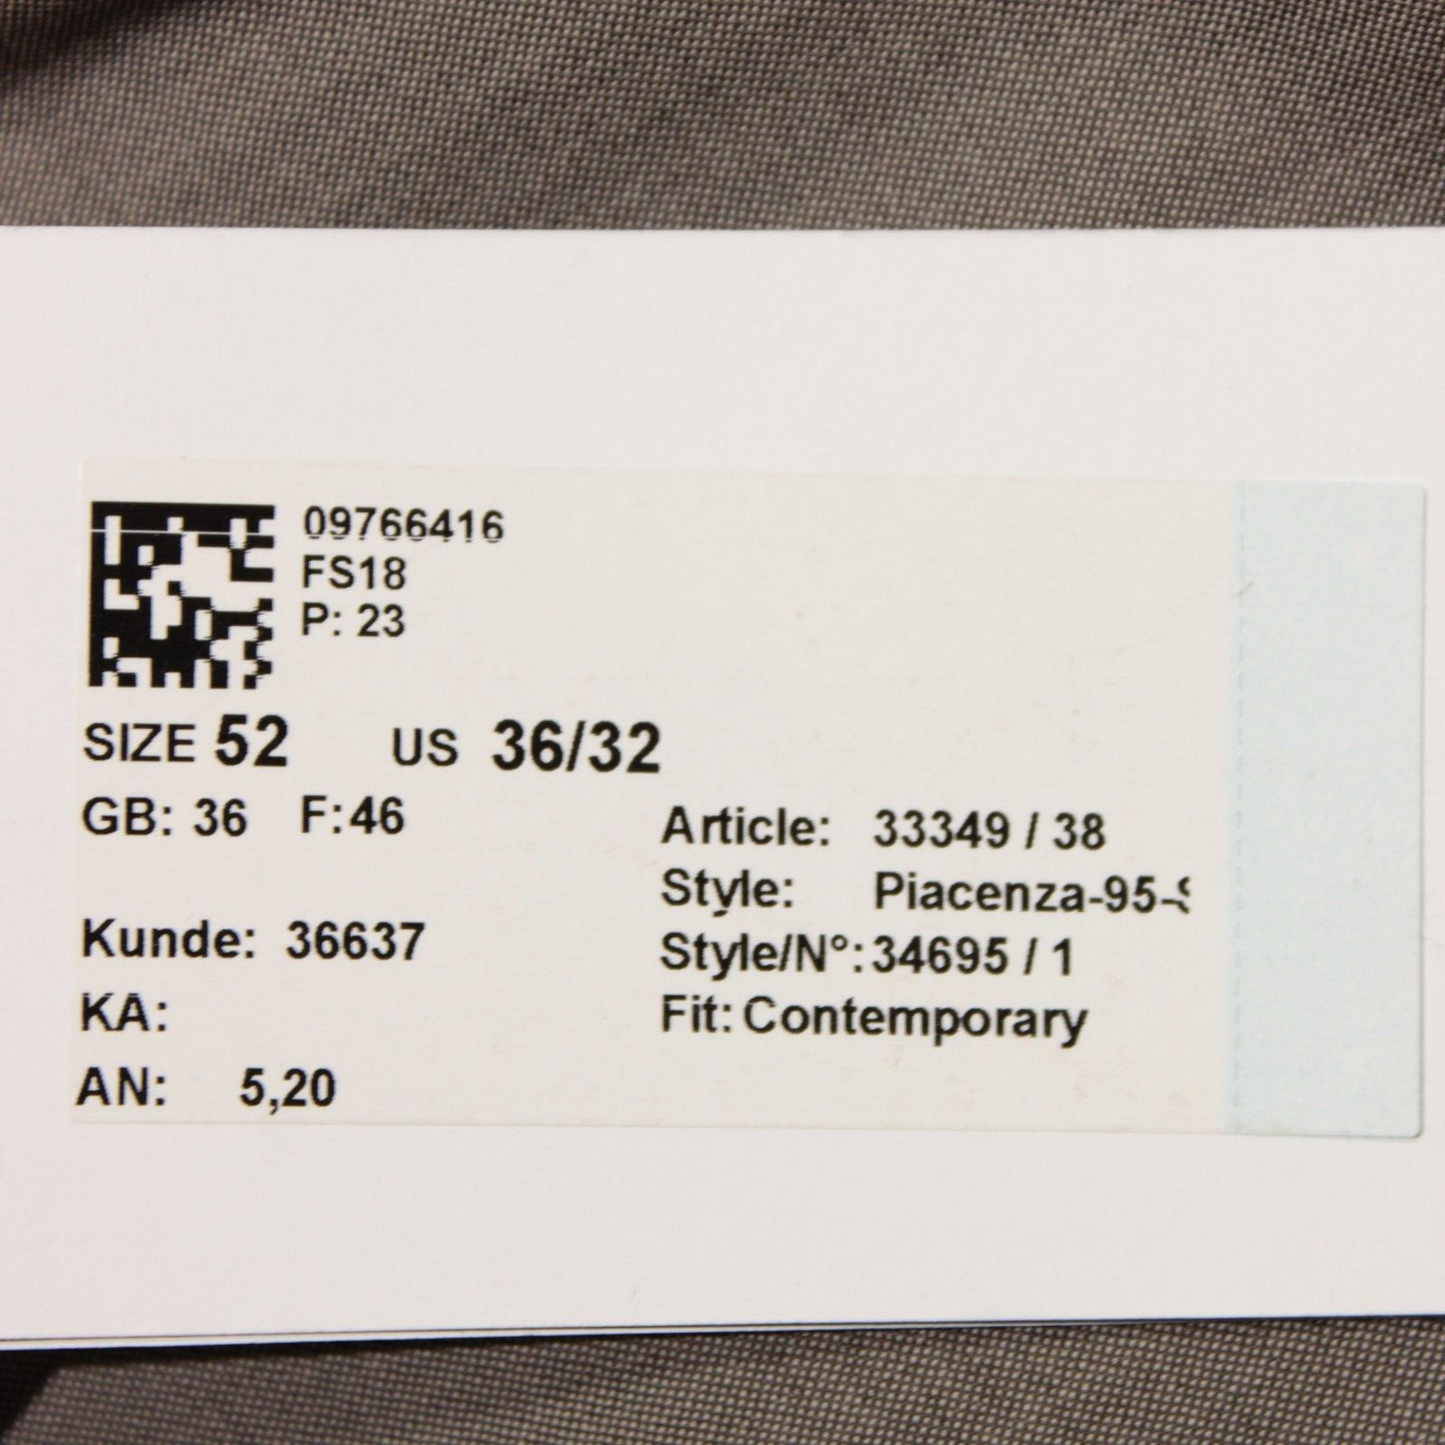 09766416
FS18
P: 23
SIZE 52 US 36/32
GB: 36 F:46
Article: 33349 / 38
Style: Piacenza-95-
Kunde: 36637
Style/N°: 34695 / 1
KA:
Fit: Contemporary
AN: 5,20